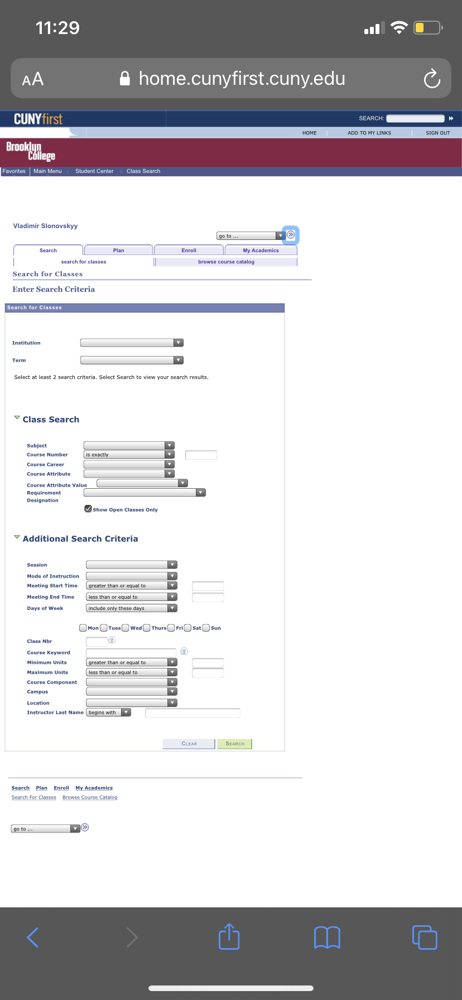 11:29
AA home.cunyfirst.cuny.edu
CUNYfirst SEARCH:
HOME ADD TO MY LINKS SIGN OUT
Brooklyn
College
Favorites Main Menu Student Center Class Search
Vladimir Slonovskyy
go to ...
Search Plan Enroll My Academics
search for classes browse course catalog
Search for Classes
Enter Search Criteria
Search for Classes
Institution
Term
Select at least 2 search criteria. Select Search to view your search results.
Class Search
Subject
Course Number is exactly
Course Career
Course Attribute
Course Attribute Value
Requirement
Designation
Show Open Classes Only
Additional Search Criteria
Session
Mode of Instruction
Meeting Start Time greater than or equal to
Meeting End Time less than or equal to
Days of Week include only these days
Mon Tues Wed Thurs Fri Sat Sun
Class Nbr ?
Course Keyword ?
Minimum Units greater than or equal to
Maximum Units less than or equal to
Course Component
Campus
Location
Instructor Last Name begins with
CLEAR SEARCH
Search Plan Enroll My Academics
Search For Classes Browse Course Catalog
go to ...